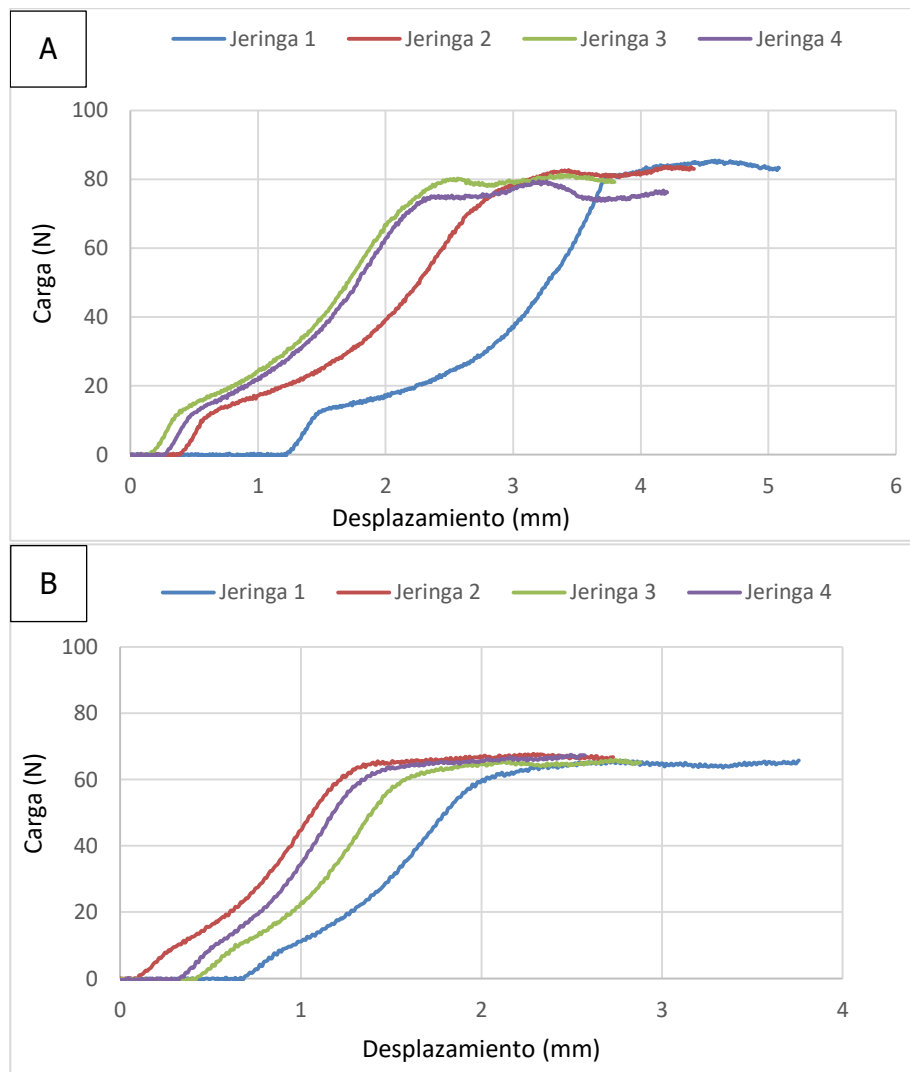 A
Jeringa 1 Jeringa 2 Jeringa 3 Jeringa 4
100
80
60
40
20
0
Carga (N)
0 1 2 3 4 5 6
Desplazamiento (mm)
B
Jeringa 1 Jeringa 2 Jeringa 3 Jeringa 4
100
80
60
40
20
0
Carga (N)
0 1 2 3 4
Desplazamiento (mm)